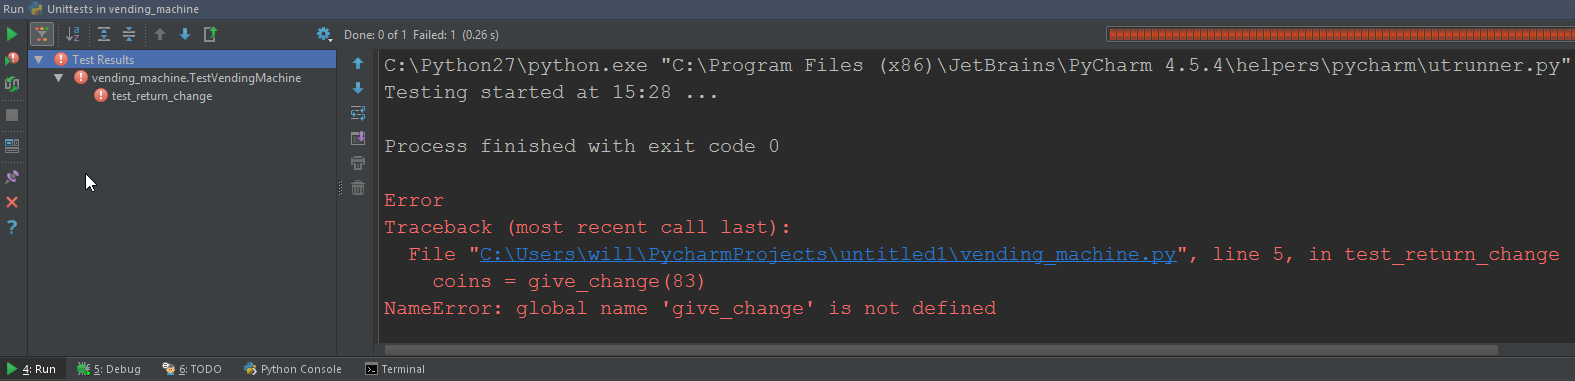 Run Unittests in vending_machine
Done: 0 of 1 Failed: 1 (0.26 s)
Test Results
vending_machine.TestVendingMachine
test_return_change
C:\Python27\python.exe "C:\Program Files (x86)\JetBrains\PyCharm 4.5.4\helpers\pycharm\utrunner.py"
Testing started at 15:28 ...
Process finished with exit code 0
Error
Traceback (most recent call last):
File "C:\Users\will\PycharmProjects\untitled1\vending_machine.py", line 5, in test_return_change
coins = give_change(83)
NameError: global name 'give_change' is not defined
4: Run 5: Debug 6: TODO Python Console Terminal